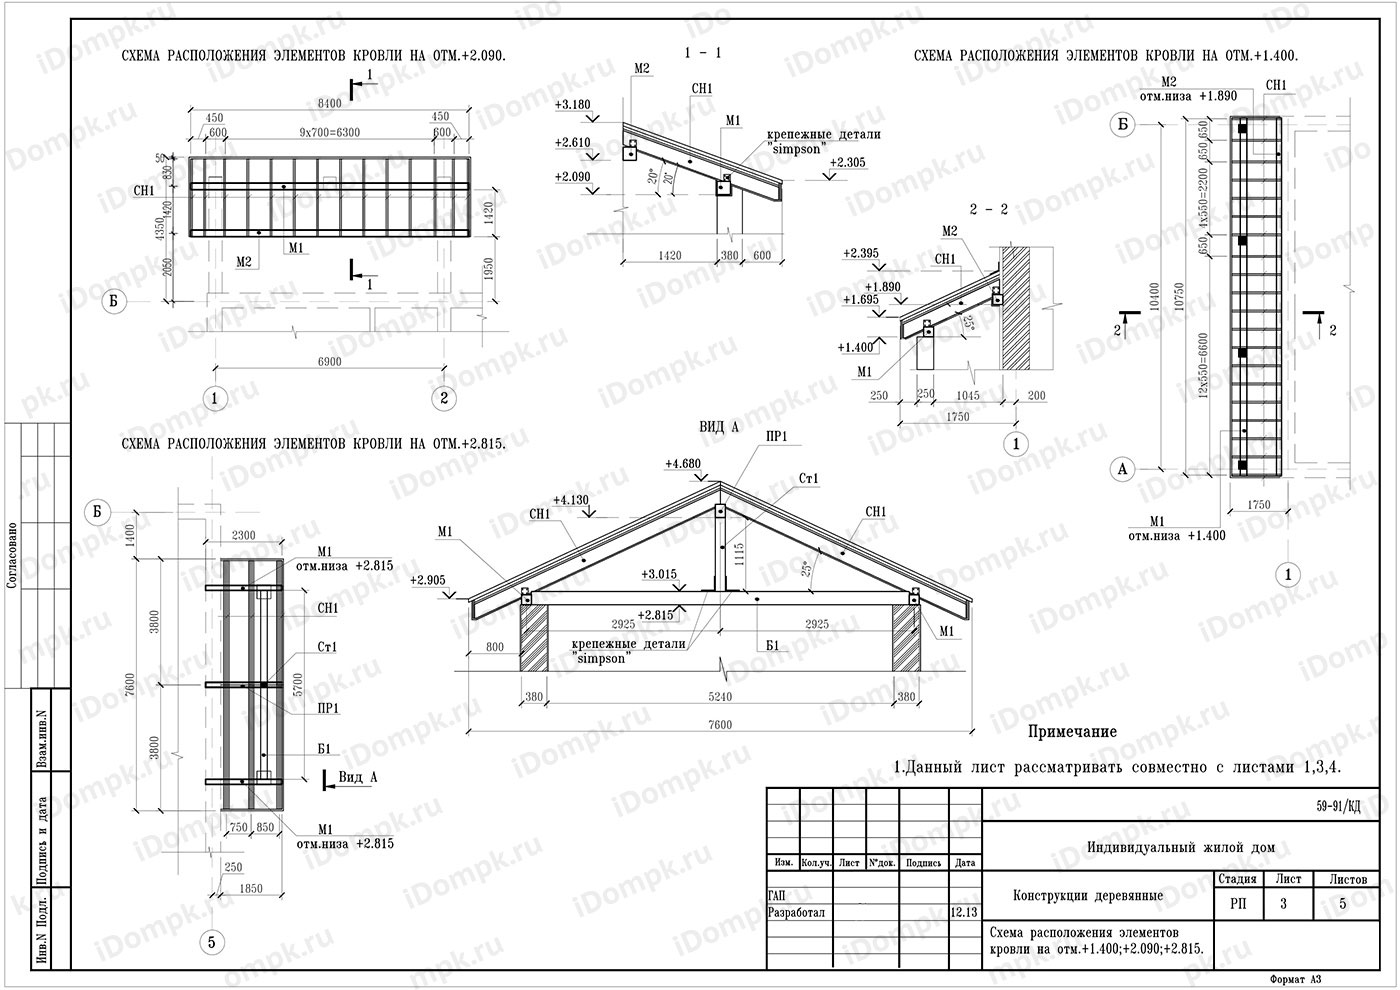 СХЕМА РАСПОЛОЖЕНИЯ ЭЛЕМЕНТОВ КРОВЛИ НА ОТМ.+2.090.
1
8400
450
450
600
9х700=6300
600
50
830
СН1
1420
4350
2050
1420
1950
М1
М2
1
Б
6900
1
2
1 - 1
М2
СН1
М1
+3.180
+2.610
+2.090
крепежные детали
"simpson"
+2.305
20°
20°
1420
380
600
2 - 2
М2
СН1
+2.395
+1.890
+1.695
+1.400
25°
М1
250
250
1045
200
1750
1
СХЕМА РАСПОЛОЖЕНИЯ ЭЛЕМЕНТОВ КРОВЛИ НА ОТМ.+1.400.
М2
отм.низа +1.890
СН1
Б
650
650
4х550=2200
650
12х550=6600
10400
10750
2
2
А
1750
М1
отм.низа +1.400
1
СХЕМА РАСПОЛОЖЕНИЯ ЭЛЕМЕНТОВ КРОВЛИ НА ОТМ.+2.815.
Б
1400
2300
М1
отм.низа +2.815
СН1
3800
Ст1
7600
5700
ПР1
3800
Б1
Вид А
750
850
М1
отм.низа +2.815
250
1850
5
ВИД А
ПР1
+4.680
Ст1
+4.130
СН1
СН1
М1
1115
25°
+2.905
+3.015
+2.815
2925
2925
800
крепежные детали
"simpson"
Б1
М1
380
5240
380
7600
Примечание
1.Данный лист рассматривать совместно с листами 1,3,4.
59-91/КД
Индивидуальный жилой дом
Изм.
Кол.уч.
Лист
N°док.
Подпись
Дата
ГАП
Разработал
12.13
Конструкции деревянные
Стадия
Лист
Листов
РП
3
5
Схема расположения элементов
кровли на отм.+1.400;+2.090;+2.815.
Формат А3
Согласовано
Взам.инв.N
Подпись и дата
Инв.N Подл.
iDompk.ru